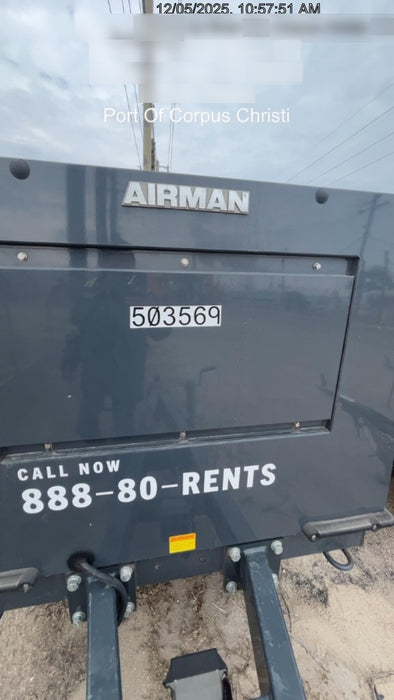 12/05/2025, 10:57:51 AM
Port Of Corpus Christi
AIRMAN
503569
CALL NOW
888-80-RENTS